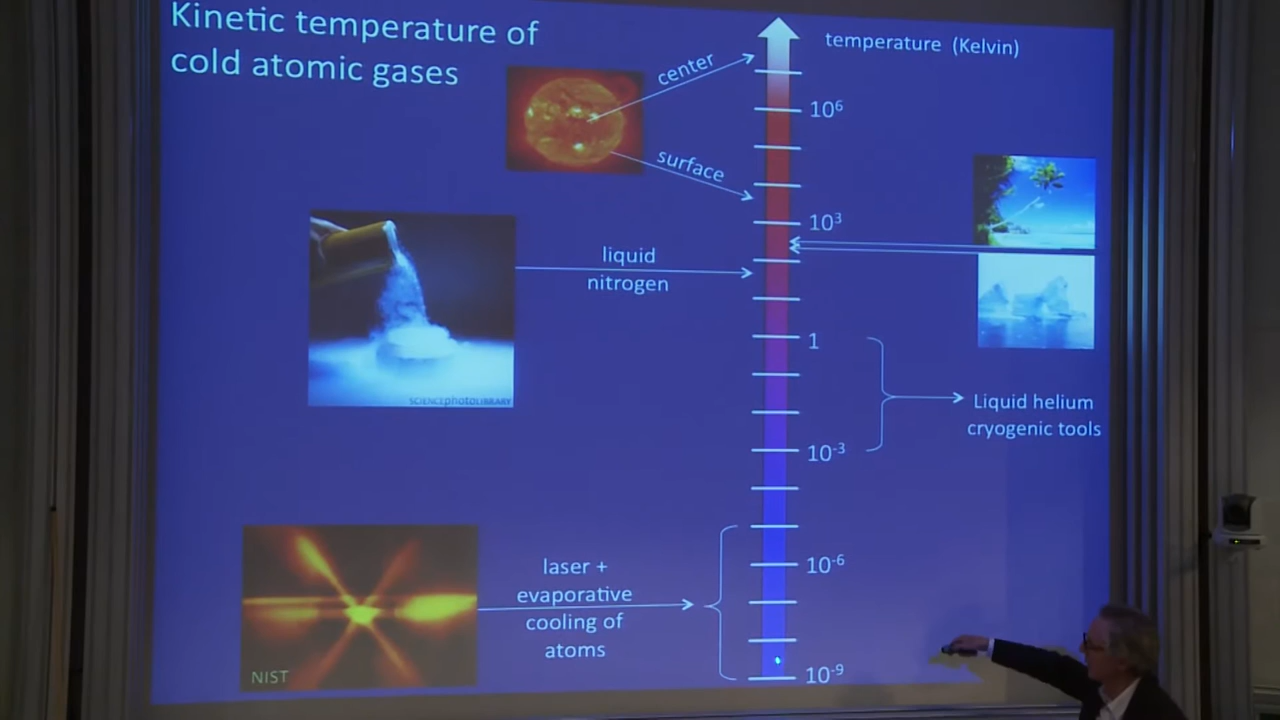 Kinetic temperature of
cold atomic gases
temperature (Kelvin)
center
10⁶
surface
10³
liquid
nitrogen
1
SCIENCEphotoLIBRARY
Liquid helium
cryogenic tools
10⁻³
laser +
evaporative
cooling of
atoms
10⁻⁶
NIST
10⁻⁹